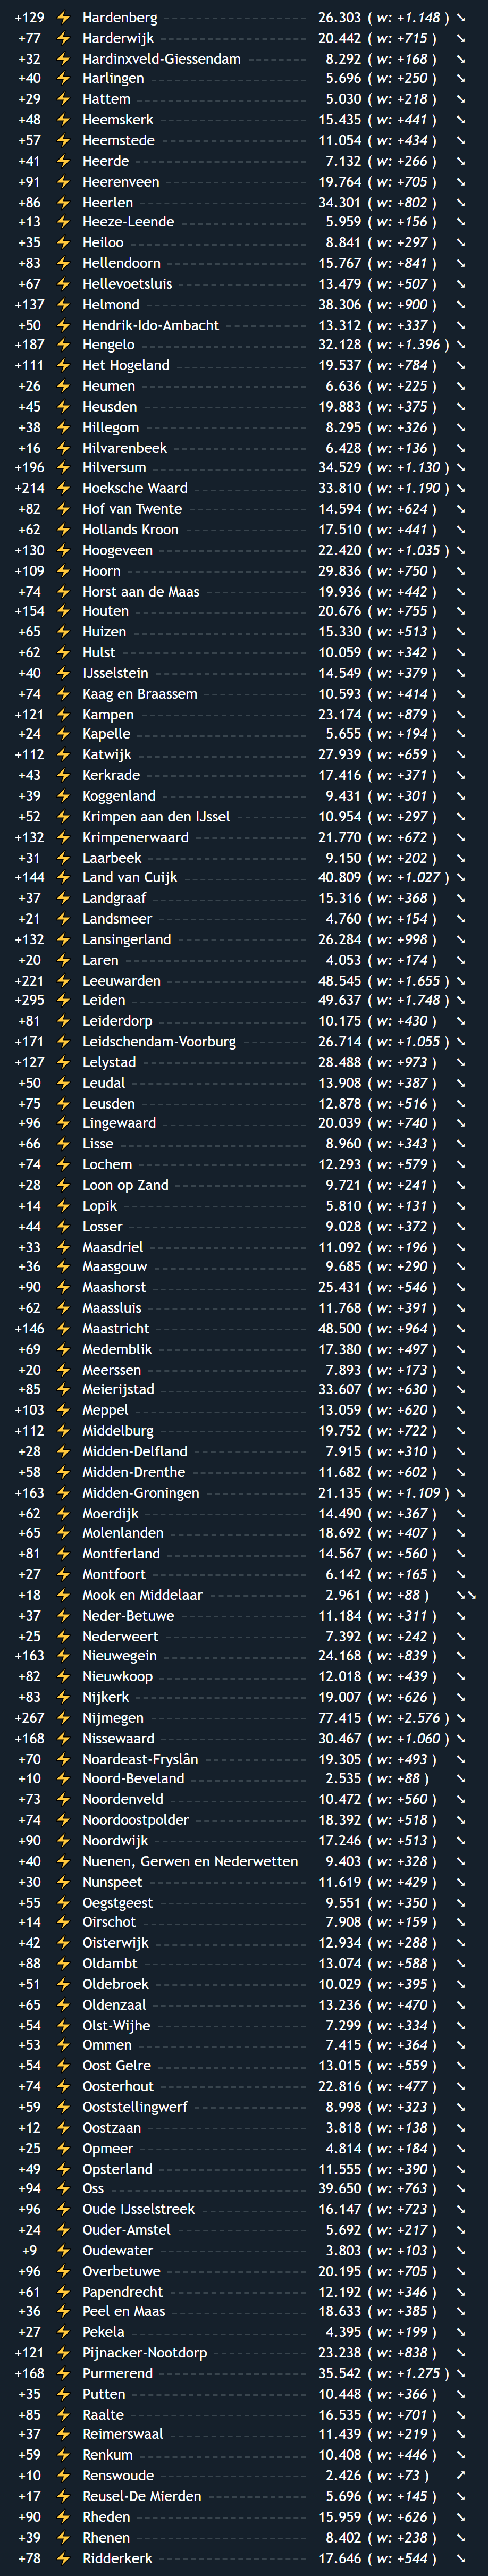 +129 ⚡ Hardenberg 26.303 ( w: +1.148 ) ⤡
+77 ⚡ Harderwijk 20.442 ( w: +715 ) ⤡
+32 ⚡ Hardinxveld-Giessendam 8.292 ( w: +168 ) ⤡
+40 ⚡ Harlingen 5.696 ( w: +250 ) ⤡
+29 ⚡ Hattem 5.030 ( w: +218 ) ⤡
+48 ⚡ Heemskerk 15.435 ( w: +441 ) ⤡
+57 ⚡ Heemstede 11.054 ( w: +434 ) ⤡
+41 ⚡ Heerde 7.132 ( w: +266 ) ⤡
+91 ⚡ Heerenveen 19.764 ( w: +705 ) ⤡
+86 ⚡ Heerlen 34.301 ( w: +802 ) ⤡
+13 ⚡ Heeze-Leende 5.959 ( w: +156 ) ⤡
+35 ⚡ Heiloo 8.841 ( w: +297 ) ⤡
+83 ⚡ Hellendoorn 15.767 ( w: +841 ) ⤡
+67 ⚡ Hellevoetsluis 13.479 ( w: +507 ) ⤡
+137 ⚡ Helmond 38.306 ( w: +900 ) ⤡
+50 ⚡ Hendrik-Ido-Ambacht 13.312 ( w: +337 ) ⤡
+187 ⚡ Hengelo 32.128 ( w: +1.396 ) ⤡
+111 ⚡ Het Hogeland 19.537 ( w: +784 ) ⤡
+26 ⚡ Heumen 6.636 ( w: +225 ) ⤡
+45 ⚡ Heusden 19.883 ( w: +375 ) ⤡
+38 ⚡ Hillegom 8.295 ( w: +326 ) ⤡
+16 ⚡ Hilvarenbeek 6.428 ( w: +136 ) ⤡
+196 ⚡ Hilversum 34.529 ( w: +1.130 ) ⤡
+214 ⚡ Hoeksche Waard 33.810 ( w: +1.190 ) ⤡
+82 ⚡ Hof van Twente 14.594 ( w: +624 ) ⤡
+62 ⚡ Hollands Kroon 17.510 ( w: +441 ) ⤡
+130 ⚡ Hoogeveen 22.420 ( w: +1.035 ) ⤡
+109 ⚡ Hoorn 29.836 ( w: +750 ) ⤡
+74 ⚡ Horst aan de Maas 19.936 ( w: +442 ) ⤡
+154 ⚡ Houten 20.676 ( w: +755 ) ⤡
+65 ⚡ Huizen 15.330 ( w: +513 ) ⤡
+62 ⚡ Hulst 10.059 ( w: +342 ) ⤡
+40 ⚡ IJsselstein 14.549 ( w: +379 ) ⤡
+74 ⚡ Kaag en Braassem 10.593 ( w: +414 ) ⤡
+121 ⚡ Kampen 23.174 ( w: +879 ) ⤡
+24 ⚡ Kapelle 5.655 ( w: +194 ) ⤡
+112 ⚡ Katwijk 27.939 ( w: +659 ) ⤡
+43 ⚡ Kerkrade 17.416 ( w: +371 ) ⤡
+39 ⚡ Koggenland 9.431 ( w: +301 ) ⤡
+52 ⚡ Krimpen aan den IJssel 10.954 ( w: +297 ) ⤡
+132 ⚡ Krimpenerwaard 21.770 ( w: +672 ) ⤡
+31 ⚡ Laarbeek 9.150 ( w: +202 ) ⤡
+144 ⚡ Land van Cuijk 40.809 ( w: +1.027 ) ⤡
+37 ⚡ Landgraaf 15.316 ( w: +368 ) ⤡
+21 ⚡ Landsmeer 4.760 ( w: +154 ) ⤡
+132 ⚡ Lansingerland 26.284 ( w: +998 ) ⤡
+20 ⚡ Laren 4.053 ( w: +174 ) ⤡
+221 ⚡ Leeuwarden 48.545 ( w: +1.655 ) ⤡
+295 ⚡ Leiden 49.637 ( w: +1.748 ) ⤡
+81 ⚡ Leiderdorp 10.175 ( w: +430 ) ⤡
+171 ⚡ Leidschendam-Voorburg 26.714 ( w: +1.055 ) ⤡
+127 ⚡ Lelystad 28.488 ( w: +973 ) ⤡
+50 ⚡ Leudal 13.908 ( w: +387 ) ⤡
+75 ⚡ Leusden 12.878 ( w: +516 ) ⤡
+96 ⚡ Lingewaard 20.039 ( w: +740 ) ⤡
+66 ⚡ Lisse 8.960 ( w: +343 ) ⤡
+74 ⚡ Lochem 12.293 ( w: +579 ) ⤡
+28 ⚡ Loon op Zand 9.721 ( w: +241 ) ⤡
+14 ⚡ Lopik 5.810 ( w: +131 ) ⤡
+44 ⚡ Losser 9.028 ( w: +372 ) ⤡
+33 ⚡ Maasdriel 11.092 ( w: +196 ) ⤡
+36 ⚡ Maasgouw 9.685 ( w: +290 ) ⤡
+90 ⚡ Maashorst 25.431 ( w: +546 ) ⤡
+62 ⚡ Maassluis 11.768 ( w: +391 ) ⤡
+146 ⚡ Maastricht 48.500 ( w: +964 ) ⤡
+69 ⚡ Medemblik 17.380 ( w: +497 ) ⤡
+20 ⚡ Meerssen 7.893 ( w: +173 ) ⤡
+85 ⚡ Meierijstad 33.607 ( w: +630 ) ⤡
+103 ⚡ Meppel 13.059 ( w: +620 ) ⤡
+112 ⚡ Middelburg 19.752 ( w: +722 ) ⤡
+28 ⚡ Midden-Delfland 7.915 ( w: +310 ) ⤡
+58 ⚡ Midden-Drenthe 11.682 ( w: +602 ) ⤡
+163 ⚡ Midden-Groningen 21.135 ( w: +1.109 ) ⤡
+62 ⚡ Moerdijk 14.490 ( w: +367 ) ⤡
+65 ⚡ Molenlanden 18.692 ( w: +407 ) ⤡
+81 ⚡ Montferland 14.567 ( w: +560 ) ⤡
+27 ⚡ Montfoort 6.142 ( w: +165 ) ⤡
+18 ⚡ Mook en Middelaar 2.961 ( w: +88 ) ⤡⤡
+37 ⚡ Neder-Betuwe 11.184 ( w: +311 ) ⤡
+25 ⚡ Nederweert 7.392 ( w: +242 ) ⤡
+163 ⚡ Nieuwegein 24.168 ( w: +839 ) ⤡
+82 ⚡ Nieuwkoop 12.018 ( w: +439 ) ⤡
+83 ⚡ Nijkerk 19.007 ( w: +626 ) ⤡
+267 ⚡ Nijmegen 77.415 ( w: +2.576 ) ⤡
+168 ⚡ Nissewaard 30.467 ( w: +1.060 ) ⤡
+70 ⚡ Noardeast-Fryslân 19.305 ( w: +493 ) ⤡
+10 ⚡ Noord-Beveland 2.535 ( w: +88 ) ⤡
+73 ⚡ Noordenveld 10.472 ( w: +560 ) ⤡
+74 ⚡ Noordoostpolder 18.392 ( w: +518 ) ⤡
+90 ⚡ Noordwijk 17.246 ( w: +513 ) ⤡
+40 ⚡ Nuenen, Gerwen en Nederwetten 9.403 ( w: +328 ) ⤡
+30 ⚡ Nunspeet 11.619 ( w: +429 ) ⤡
+55 ⚡ Oegstgeest 9.551 ( w: +350 ) ⤡
+14 ⚡ Oirschot 7.908 ( w: +159 ) ⤡
+42 ⚡ Oisterwijk 12.934 ( w: +288 ) ⤡
+88 ⚡ Oldambt 13.074 ( w: +588 ) ⤡
+51 ⚡ Oldebroek 10.029 ( w: +395 ) ⤡
+65 ⚡ Oldenzaal 13.236 ( w: +470 ) ⤡
+54 ⚡ Olst-Wijhe 7.299 ( w: +334 ) ⤡
+53 ⚡ Ommen 7.415 ( w: +364 ) ⤡
+54 ⚡ Oost Gelre 13.015 ( w: +559 ) ⤡
+74 ⚡ Oosterhout 22.816 ( w: +477 ) ⤡
+59 ⚡ Ooststellingwerf 8.998 ( w: +323 ) ⤡
+12 ⚡ Oostzaan 3.818 ( w: +138 ) ⤡
+25 ⚡ Opmeer 4.814 ( w: +184 ) ⤡
+49 ⚡ Opsterland 11.555 ( w: +390 ) ⤡
+94 ⚡ Oss 39.650 ( w: +763 ) ⤡
+96 ⚡ Oude IJsselstreek 16.147 ( w: +723 ) ⤡
+24 ⚡ Ouder-Amstel 5.692 ( w: +217 ) ⤡
+9 ⚡ Oudewater 3.803 ( w: +103 ) ⤡
+96 ⚡ Overbetuwe 20.195 ( w: +705 ) ⤡
+61 ⚡ Papendrecht 12.192 ( w: +346 ) ⤡
+36 ⚡ Peel en Maas 18.633 ( w: +385 ) ⤡
+27 ⚡ Pekela 4.395 ( w: +199 ) ⤡
+121 ⚡ Pijnacker-Nootdorp 23.238 ( w: +838 ) ⤡
+168 ⚡ Purmerend 35.542 ( w: +1.275 ) ⤡
+35 ⚡ Putten 10.448 ( w: +366 ) ⤡
+85 ⚡ Raalte 16.535 ( w: +701 ) ⤡
+37 ⚡ Reimerswaal 11.439 ( w: +219 ) ⤡
+59 ⚡ Renkum 10.408 ( w: +446 ) ⤡
+10 ⚡ Renswoude 2.426 ( w: +73 ) ⤢
+17 ⚡ Reusel-De Mierden 5.696 ( w: +145 ) ⤡
+90 ⚡ Rheden 15.959 ( w: +626 ) ⤡
+39 ⚡ Rhenen 8.402 ( w: +238 ) ⤡
+78 ⚡ Ridderkerk 17.646 ( w: +544 ) ⤡